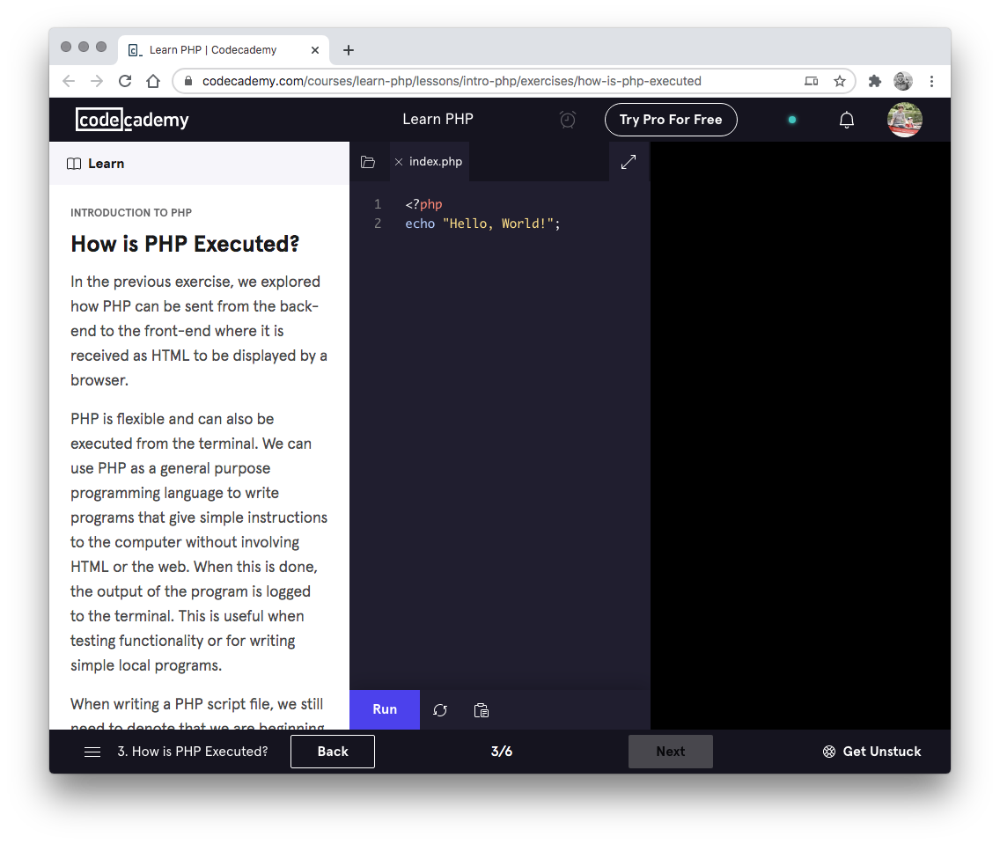 Learn PHP | Codecademy
codecademy.com/courses/learn-php/lessons/intro-php/exercises/how-is-php-executed
codecademy
Learn PHP
Try Pro For Free
Learn
index.php
INTRODUCTION TO PHP
How is PHP Executed?
In the previous exercise, we explored
how PHP can be sent from the back-
end to the front-end where it is
received as HTML to be displayed by a
browser.
PHP is flexible and can also be
executed from the terminal. We can
use PHP as a general purpose
programming language to write
programs that give simple instructions
to the computer without involving
HTML or the web. When this is done,
the output of the program is logged
to the terminal. This is useful when
testing functionality or for writing
simple local programs.
When writing a PHP script file, we still
need to denote that we are beginning
1 <?php
2 echo "Hello, World!";
Run
3. How is PHP Executed?
Back
3/6
Next
Get Unstuck